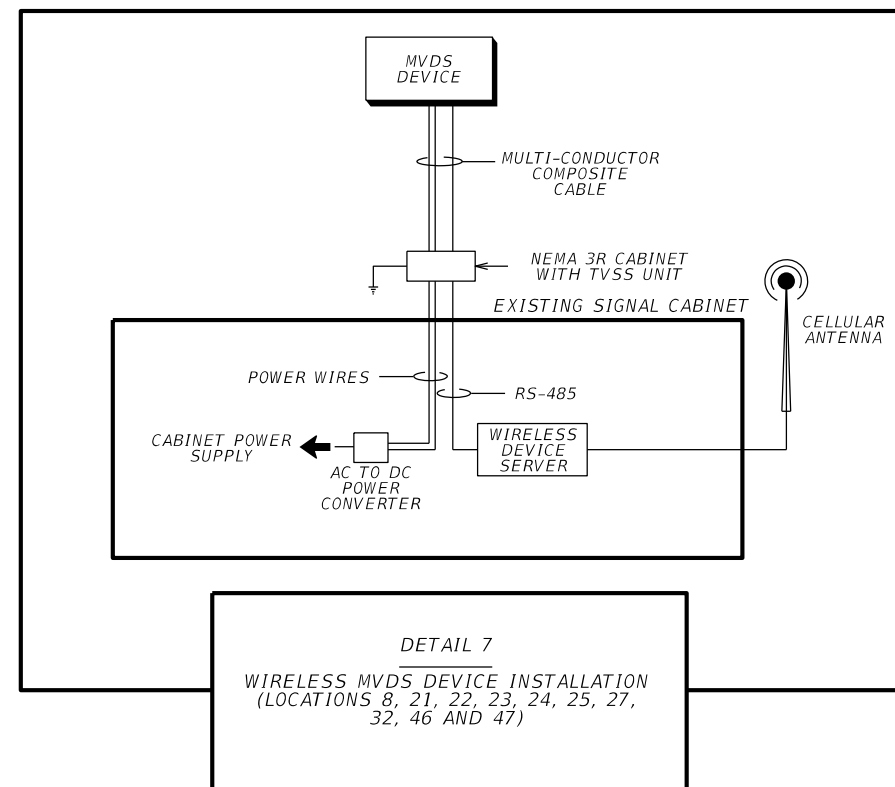 MVDS
DEVICE
MULTI-CONDUCTOR
COMPOSITE
CABLE
NEMA 3R CABINET
WITH TVSS UNIT
EXISTING SIGNAL CABINET
CELLULAR
ANTENNA
POWER WIRES
RS-485
CABINET POWER
SUPPLY
WIRELESS
DEVICE
SERVER
AC TO DC
POWER
CONVERTER
DETAIL 7
WIRELESS MVDS DEVICE INSTALLATION
(LOCATIONS 8, 21, 22, 23, 24, 25, 27,
32, 46 AND 47)